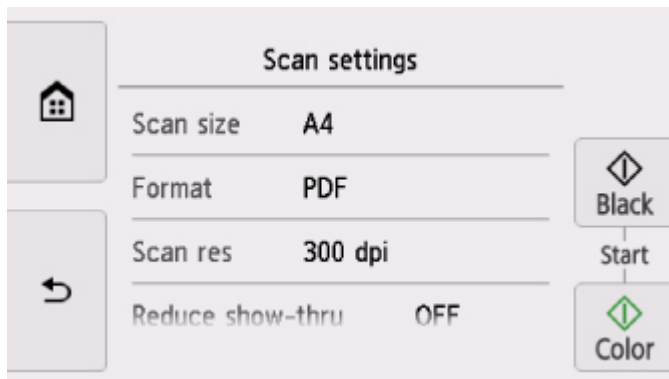 Scan settings
Scan size A4
Format PDF
Scan res 300 dpi
Reduce show-thru OFF
Black
Start
Color